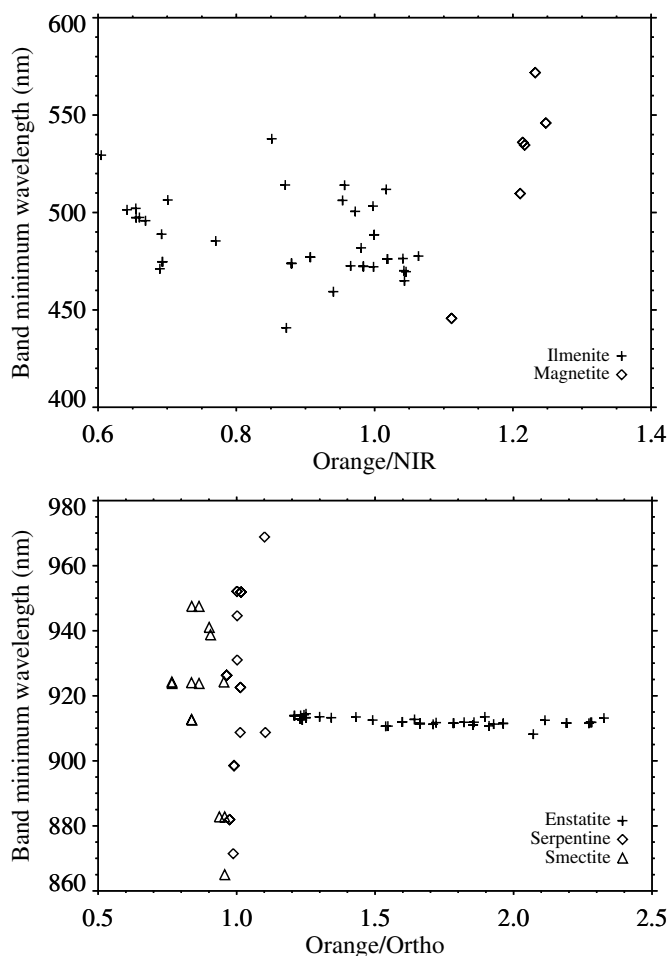 600
550
500
450
400
Band minimum wavelength (nm)
Ilmenite
Magnetite
0.6 0.8 1.0 1.2 1.4
Orange/NIR
980
960
940
920
900
880
860
Band minimum wavelength (nm)
Enstatite
Serpentine
Smectite
0.5 1.0 1.5 2.0 2.5
Orange/Ortho